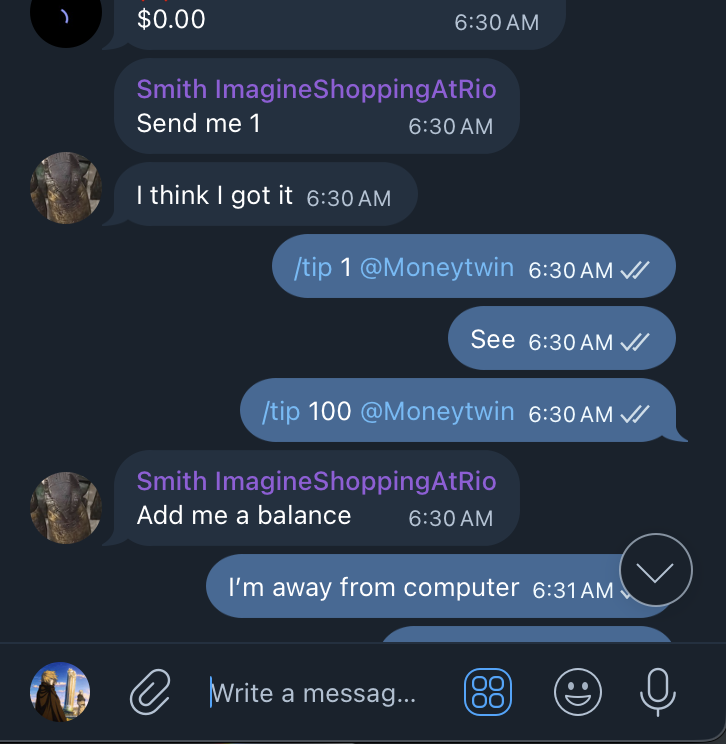 $0.00 6:30 AM
Smith ImagineShoppingAtRio
Send me 1 6:30 AM
I think I got it 6:30 AM
/tip 1 @Moneytwin 6:30 AM
See 6:30 AM
/tip 100 @Moneytwin 6:30 AM
Smith ImagineShoppingAtRio
Add me a balance 6:30 AM
I’m away from computer 6:31 AM
Write a messag...